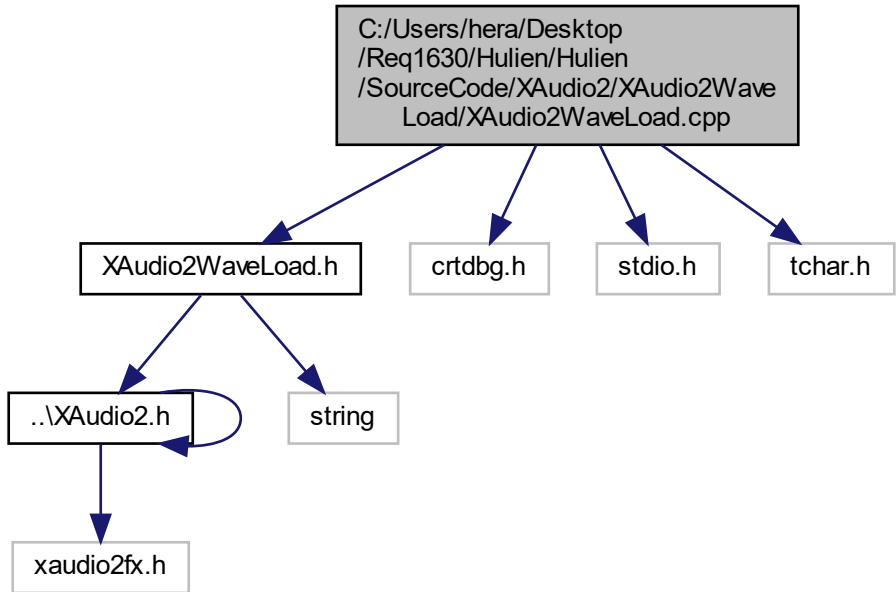 C:/Users/hera/Desktop
/Req1630/Hulien/Hulien
/SourceCode/XAudio2/XAudio2Wave
Load/XAudio2WaveLoad.cpp
XAudio2WaveLoad.h
crtdbg.h
stdio.h
tchar.h
..\XAudio2.h
string
xaudio2fx.h